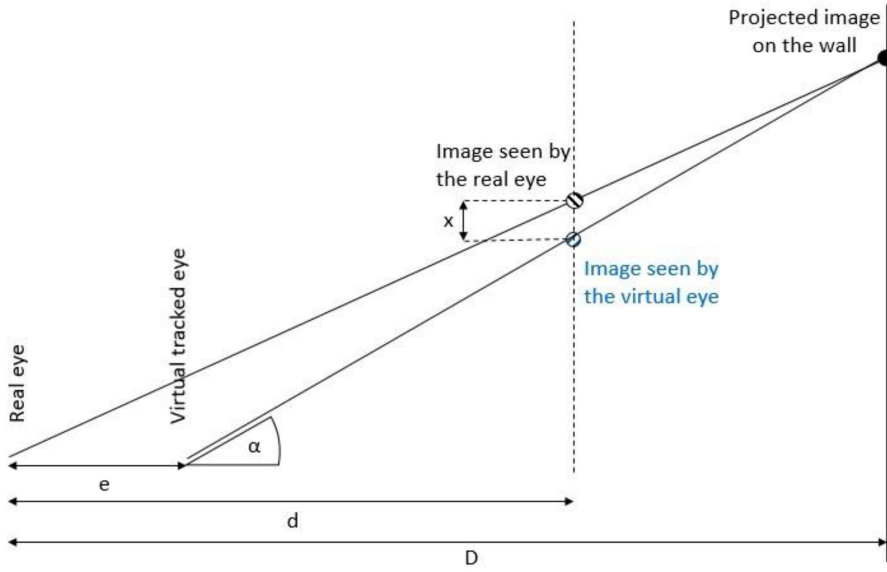 Projected image
on the wall
Image seen by
the real eye
x
Image seen by
the virtual eye
Real eye
Virtual tracked eye
α
e
d
D